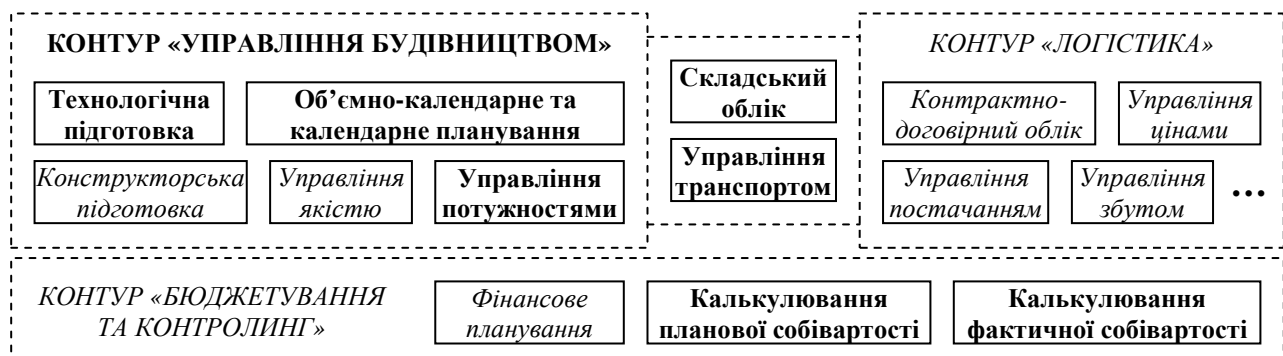 КОНТУР «УПРАВЛІННЯ БУДІВНИЦТВОМ»
Технологічна
підготовка
Об’ємно-календарне та
календарне планування
Конструкторська
підготовка
Управління
якістю
Управління
потужностями
Складський
облік
Управління
транспортом
КОНТУР «ЛОГІСТИКА»
Контрактно-
договірний облік
Управління
цінами
Управління
постачанням
Управління
збутом
...
КОНТУР «БЮДЖЕТУВАННЯ
ТА КОНТРОЛИНГ»
Фінансове
планування
Калькулювання
планової собівартості
Калькулювання
фактичної собівартості